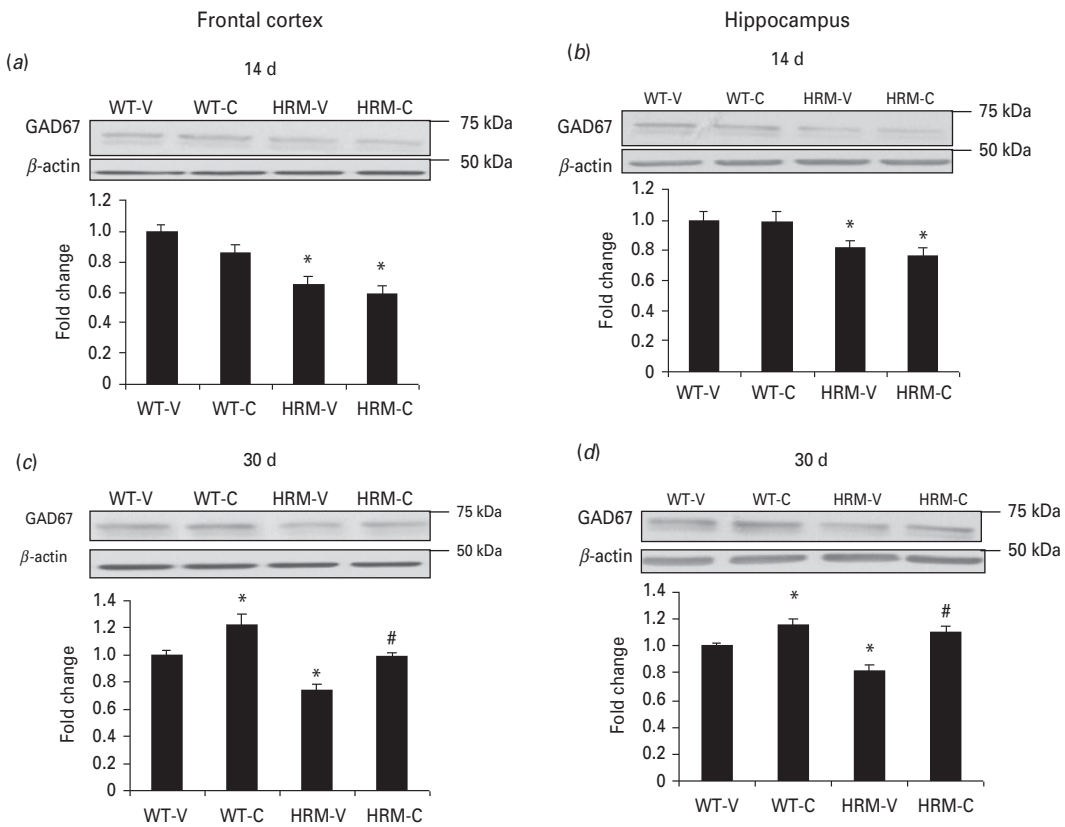 Frontal cortex
Hippocampus
(a)
14 d
WT-V WT-C HRM-V HRM-C
75 kDa
GAD67
50 kDa
β-actin
1.2
1.0
0.8
0.6
0.4
0.2
0
Fold change
* *
WT-V WT-C HRM-V HRM-C
(b)
14 d
WT-V WT-C HRM-V HRM-C
75 kDa
GAD67
50 kDa
β-actin
1.2
1.0
0.8
0.6
0.4
0.2
0
Fold change
* *
WT-V WT-C HRM-V HRM-C
(c)
30 d
WT-V WT-C HRM-V HRM-C
75 kDa
GAD67
50 kDa
β-actin
1.4
1.2
1.0
0.8
0.6
0.4
0.2
0
Fold change
* * #
WT-V WT-C HRM-V HRM-C
(d)
30 d
WT-V WT-C HRM-V HRM-C
75 kDa
GAD67
50 kDa
β-actin
1.4
1.2
1.0
0.8
0.6
0.4
0.2
0
Fold change
* * #
WT-V WT-C HRM-V HRM-C